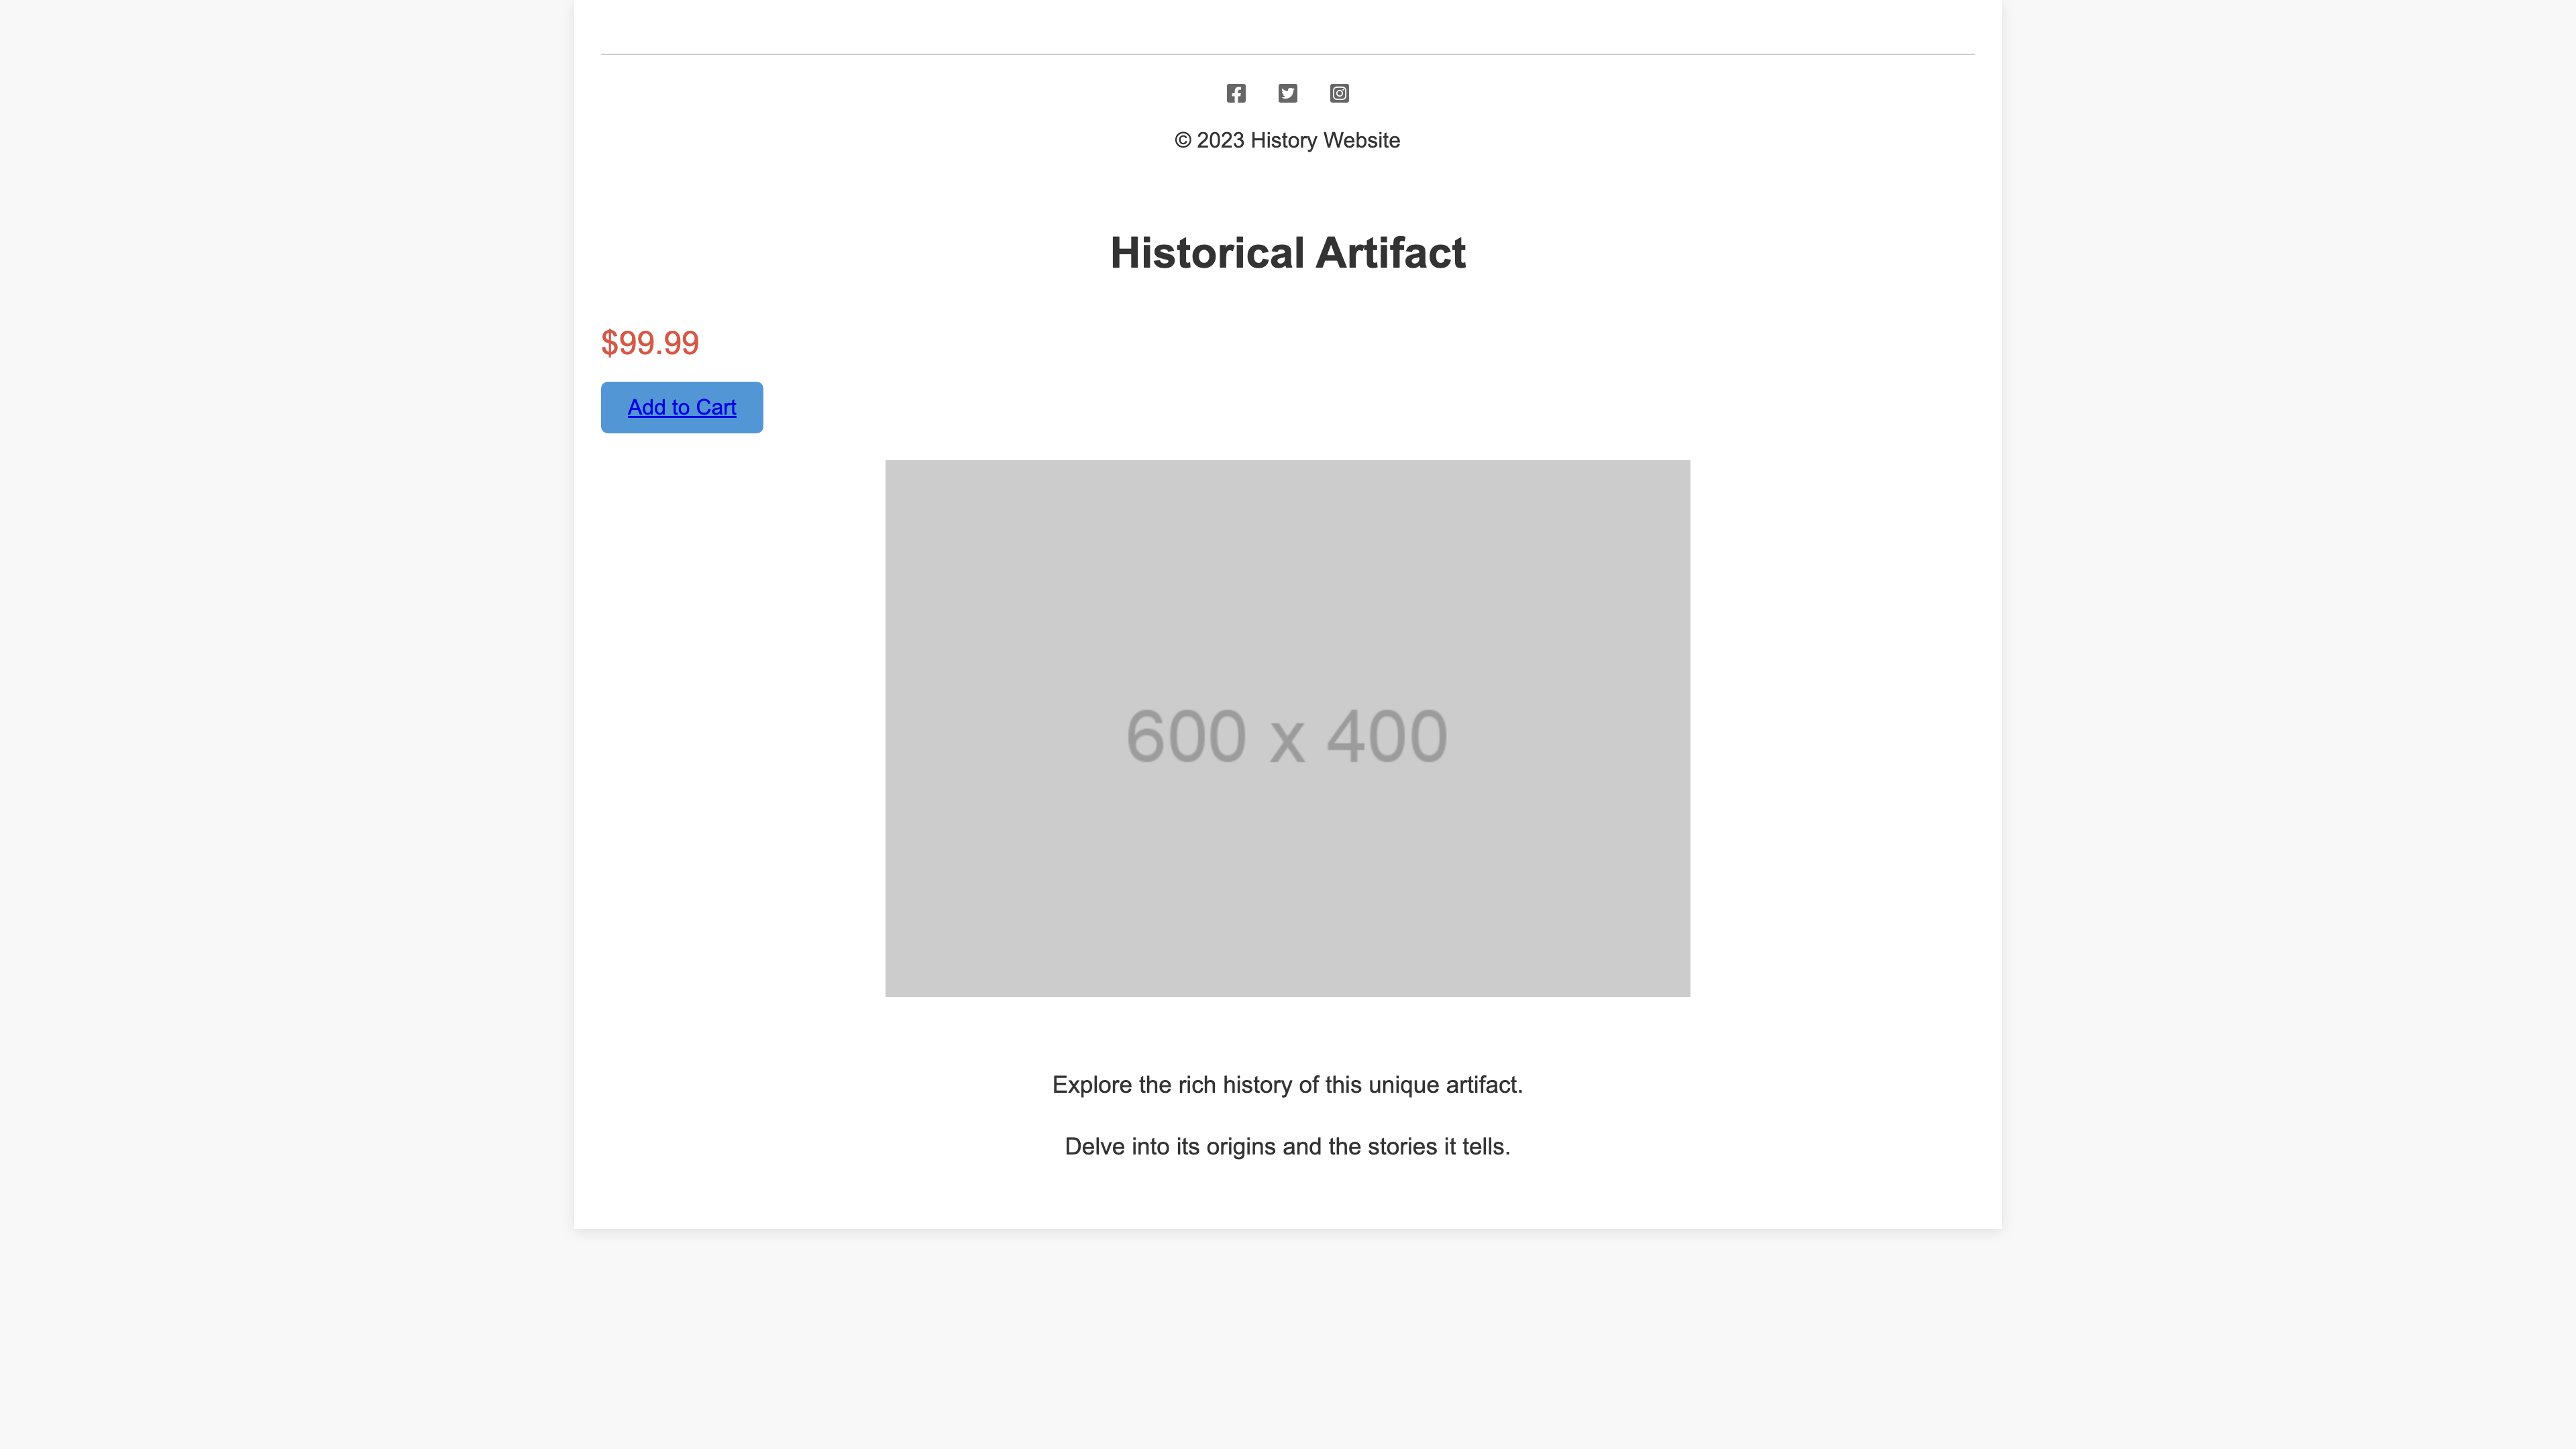 © 2023 History Website
Historical Artifact
$99.99
Add to Cart
600 x 400
Explore the rich history of this unique artifact.
Delve into its origins and the stories it tells.